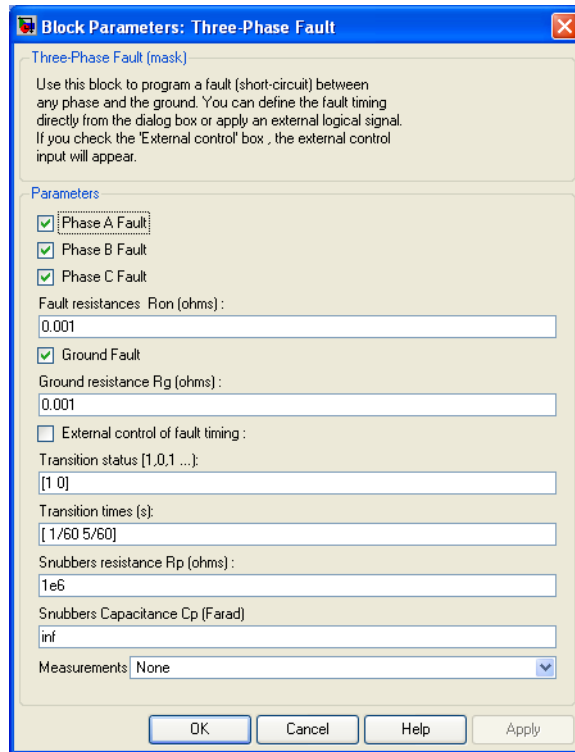 Block Parameters: Three-Phase Fault
Three-Phase Fault (mask)
Use this block to program a fault (short-circuit) between
any phase and the ground. You can define the fault timing
directly from the dialog box or apply an external logical signal.
If you check the 'External control' box , the external control
input will appear.
Parameters
Phase A Fault
Phase B Fault
Phase C Fault
Fault resistances Ron (ohms) :
0.001
Ground Fault
Ground resistance Rg (ohms) :
0.001
External control of fault timing :
Transition status [1,0,1 ...):
[1 0]
Transition times (s):
[ 1/60 5/60]
Snubbers resistance Rp (ohms) :
1e6
Snubbers Capacitance Cp (Farad)
inf
Measurements None
OK Cancel Help Apply